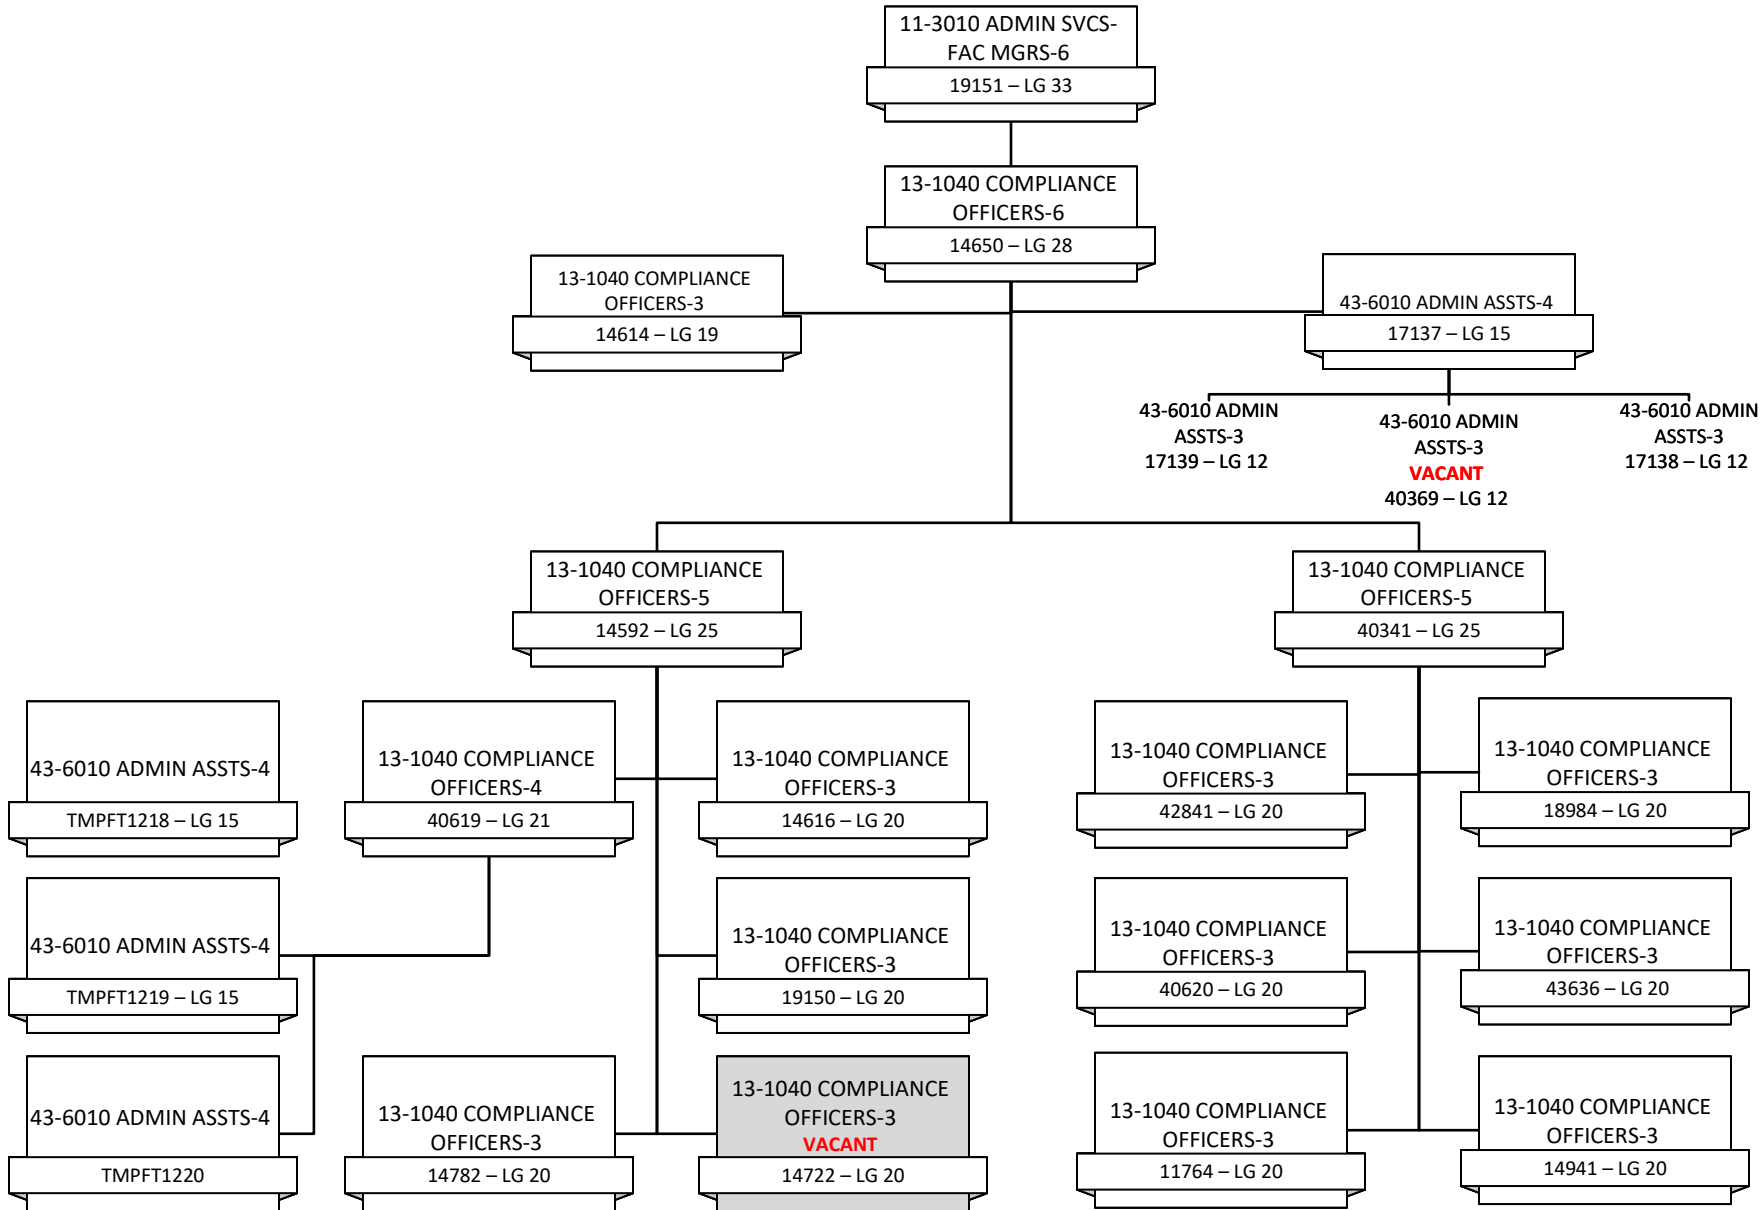 11-3010 ADMIN SVCS-
FAC MGRS-6
19151 – LG 33
13-1040 COMPLIANCE
OFFICERS-6
14650 – LG 28
13-1040 COMPLIANCE
OFFICERS-3
14614 – LG 19
43-6010 ADMIN ASSTS-4
17137 – LG 15
43-6010 ADMIN
ASSTS-3
17139 – LG 12
43-6010 ADMIN
ASSTS-3
VACANT
40369 – LG 12
43-6010 ADMIN
ASSTS-3
17138 – LG 12
13-1040 COMPLIANCE
OFFICERS-5
14592 – LG 25
13-1040 COMPLIANCE
OFFICERS-5
40341 – LG 25
43-6010 ADMIN ASSTS-4
TMPFT1218 – LG 15
13-1040 COMPLIANCE
OFFICERS-4
40619 – LG 21
13-1040 COMPLIANCE
OFFICERS-3
14616 – LG 20
13-1040 COMPLIANCE
OFFICERS-3
42841 – LG 20
13-1040 COMPLIANCE
OFFICERS-3
18984 – LG 20
43-6010 ADMIN ASSTS-4
TMPFT1219 – LG 15
13-1040 COMPLIANCE
OFFICERS-3
19150 – LG 20
13-1040 COMPLIANCE
OFFICERS-3
40620 – LG 20
13-1040 COMPLIANCE
OFFICERS-3
43636 – LG 20
43-6010 ADMIN ASSTS-4
TMPFT1220
13-1040 COMPLIANCE
OFFICERS-3
14782 – LG 20
13-1040 COMPLIANCE
OFFICERS-3
VACANT
14722 – LG 20
13-1040 COMPLIANCE
OFFICERS-3
11764 – LG 20
13-1040 COMPLIANCE
OFFICERS-3
14941 – LG 20